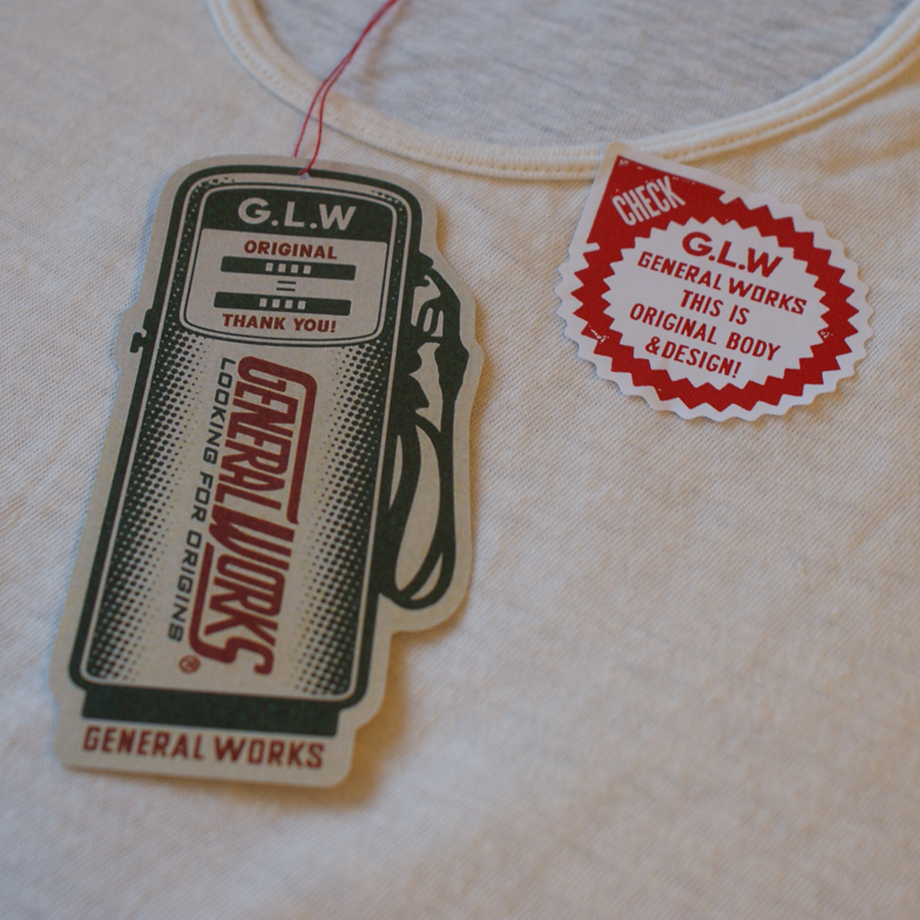 G.L.W
ORIGINAL
THANK YOU!
GENERAL WORKS
LOOKING FOR ORIGINS
®
GENERAL WORKS
CHECK
G.L.W
GENERAL WORKS
THIS IS
ORIGINAL BODY
&DESIGN!